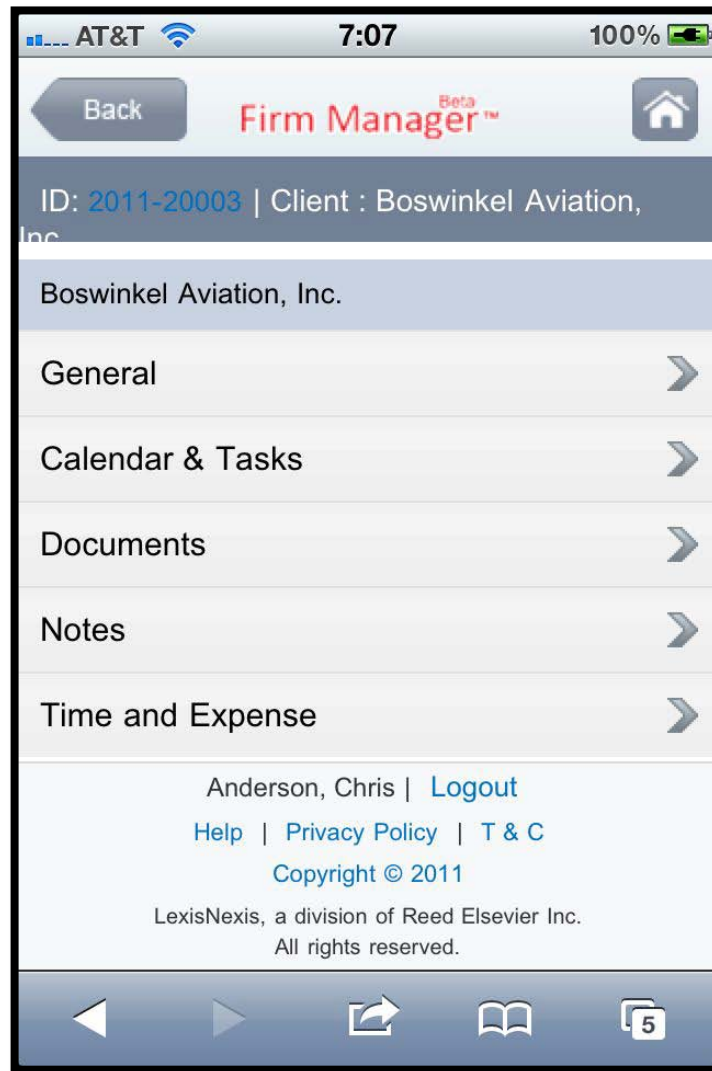 AT&T 7:07 100%
Back Firm Manager Beta ™
ID: 2011-20003 | Client : Boswinkel Aviation,
Inc
Boswinkel Aviation, Inc.
General
Calendar & Tasks
Documents
Notes
Time and Expense
Anderson, Chris | Logout
Help | Privacy Policy | T & C
Copyright © 2011
LexisNexis, a division of Reed Elsevier Inc.
All rights reserved.
5